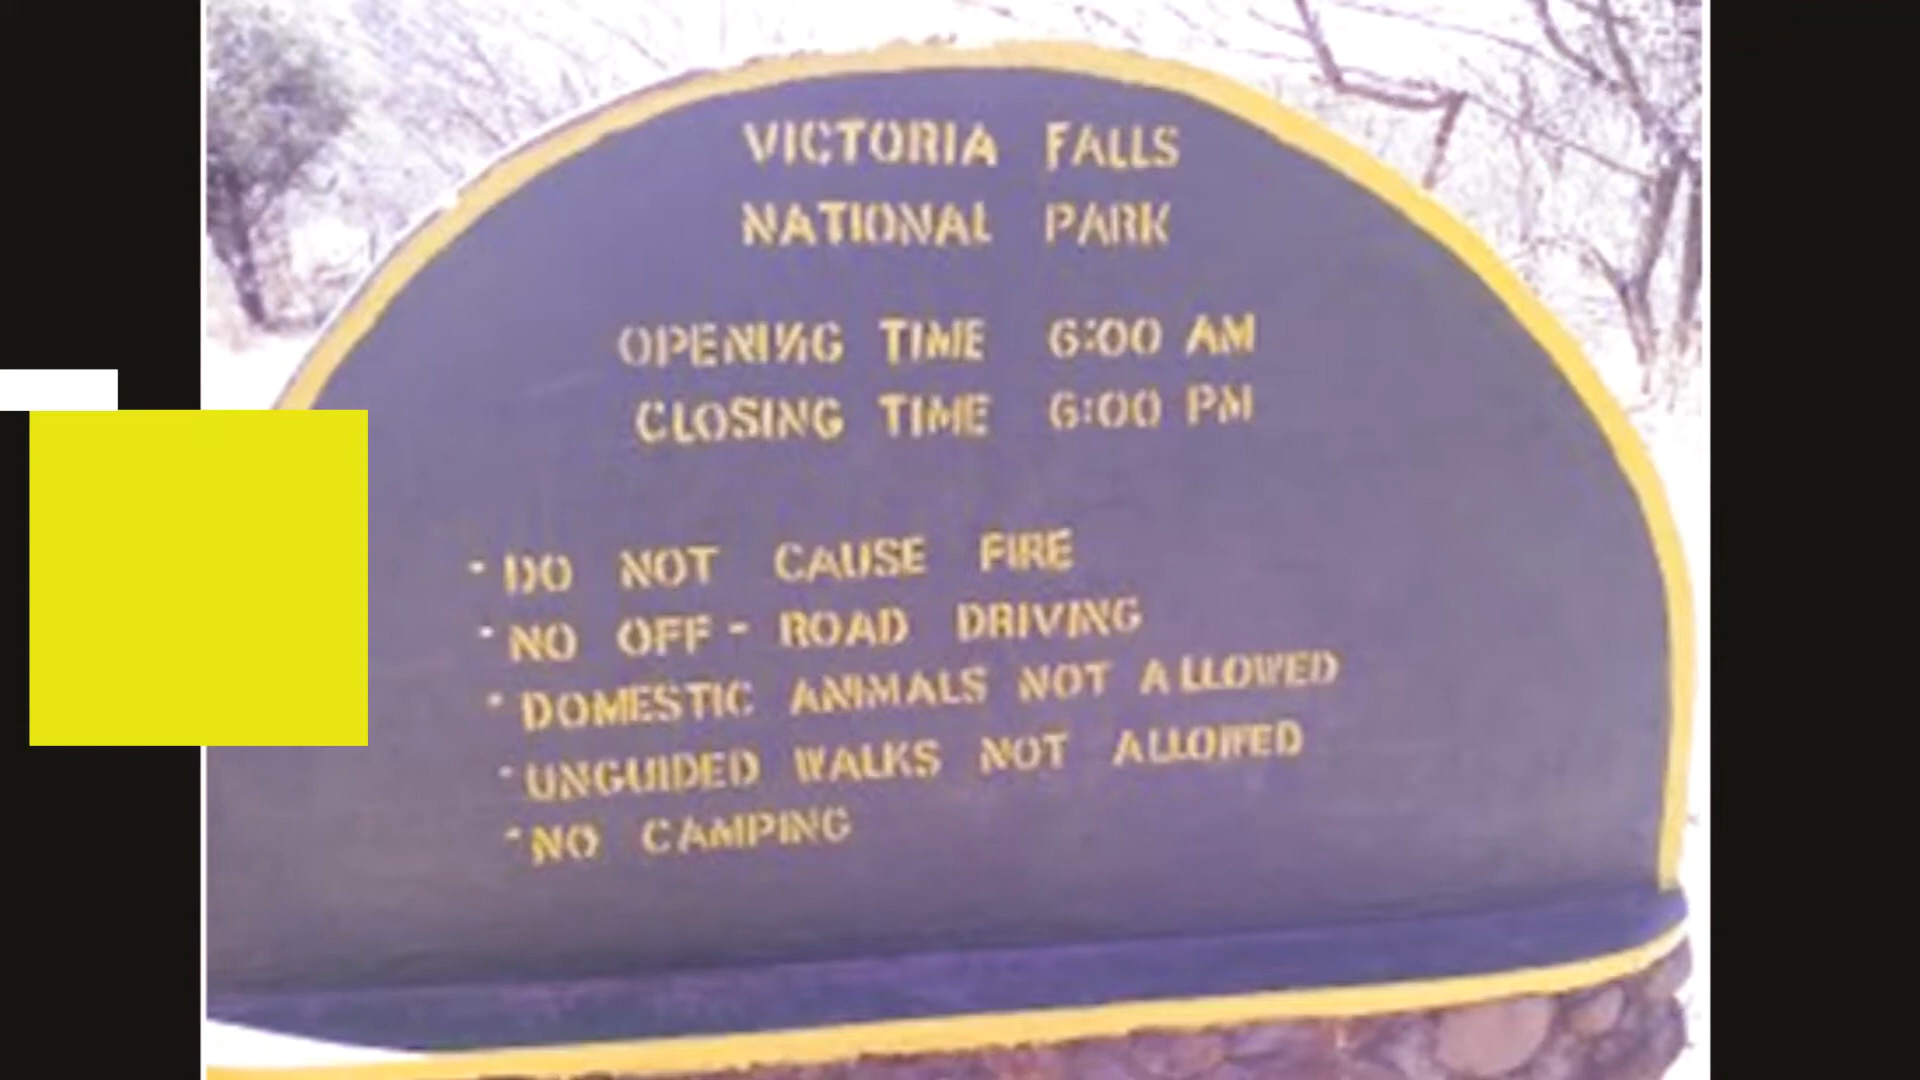 VICTORIA FALLS
NATIONAL PARK
OPENING TIME 6:00 AM
CLOSING TIME 6:00 PM
- DO NOT CAUSE FIRE
- NO OFF - ROAD DRIVING
- DOMESTIC ANIMALS NOT ALLOWED
- UNGUIDED WALKS NOT ALLOWED
- NO CAMPING